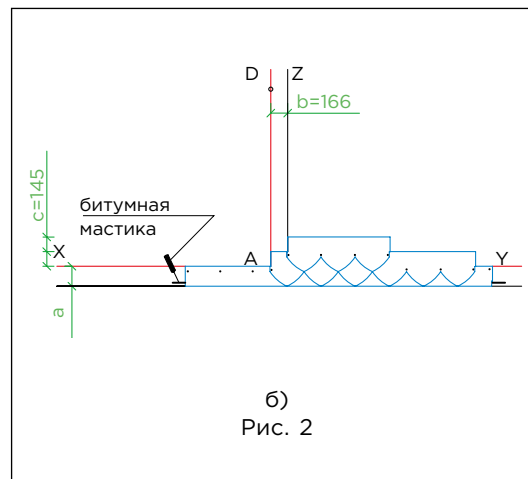 D Z
b=166
c=145
битумная
мастика
X A Y
a
б)
Рис. 2